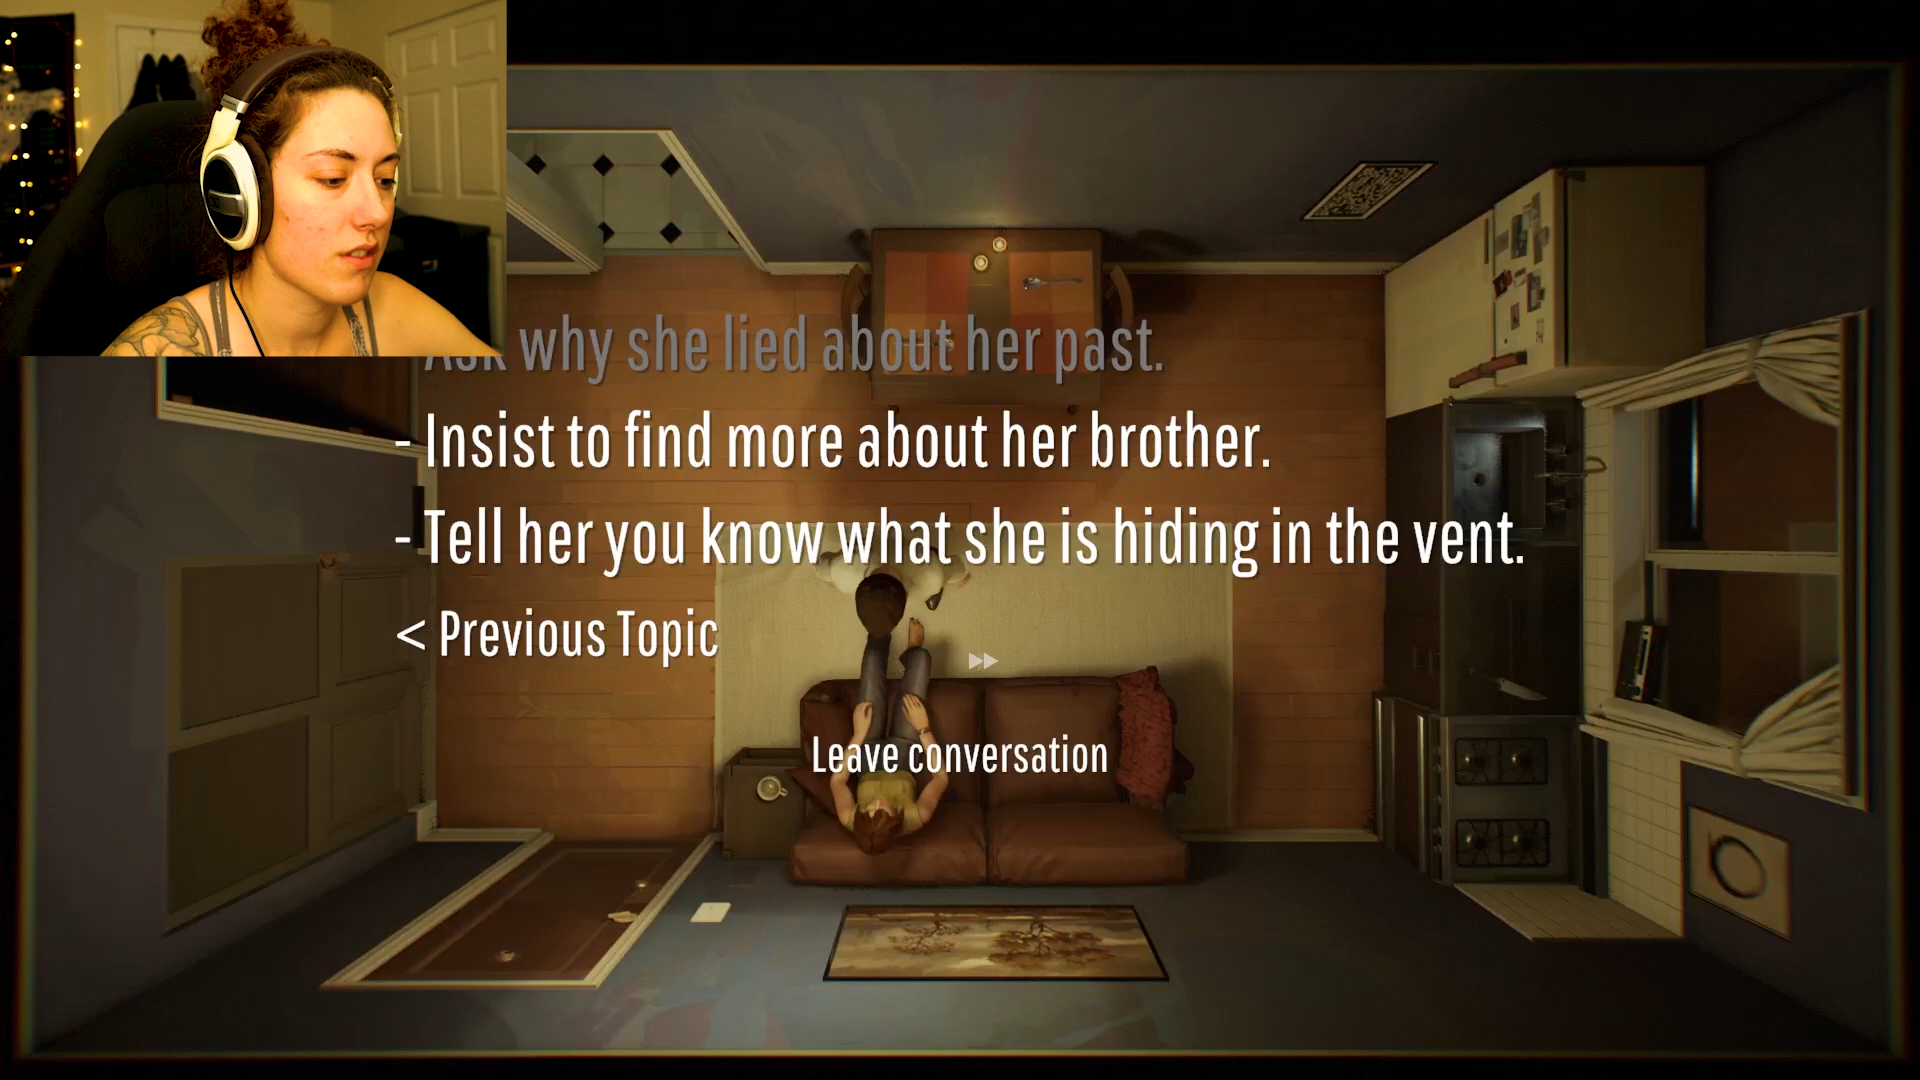 Ask why she lied about her past.
- Insist to find more about her brother.
- Tell her you know what she is hiding in the vent.
< Previous Topic
Leave conversation